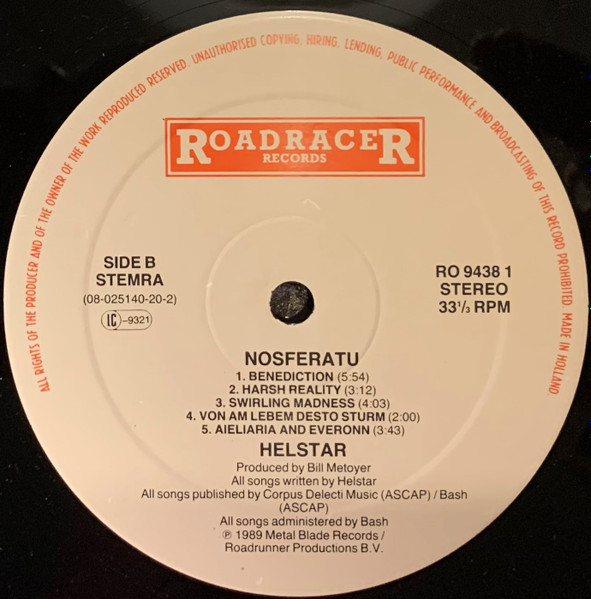 ALL RIGHTS OF THE PRODUCER AND OF THE OWNER OF THE WORK REPRODUCED RESERVED. UNAUTHORISED COPYING, HIRING, LENDING, PUBLIC PERFORMANCE AND BROADCASTING OF THIS RECORD PROHIBITED. MADE IN HOLLAND.
ROADRACER
RECORDS
SIDE B
STEMRA
(08-025140-20-2)
LC-9321
RO 9438 1
STEREO
33⅓ RPM
NOSFERATU
1. BENEDICTION (5:54)
2. HARSH REALITY (3:12)
3. SWIRLING MADNESS (4:03)
4. VON AM LEBEM DESTO STURM (2:00)
5. AIELIARIA AND EVERONN (3:43)
HELSTAR
Produced by Bill Metoyer
All songs written by Helstar
All songs published by Corpus Delecti Music (ASCAP) / Bash
(ASCAP)
All songs administered by Bash
℗ 1989 Metal Blade Records /
Roadrunner Productions B.V.